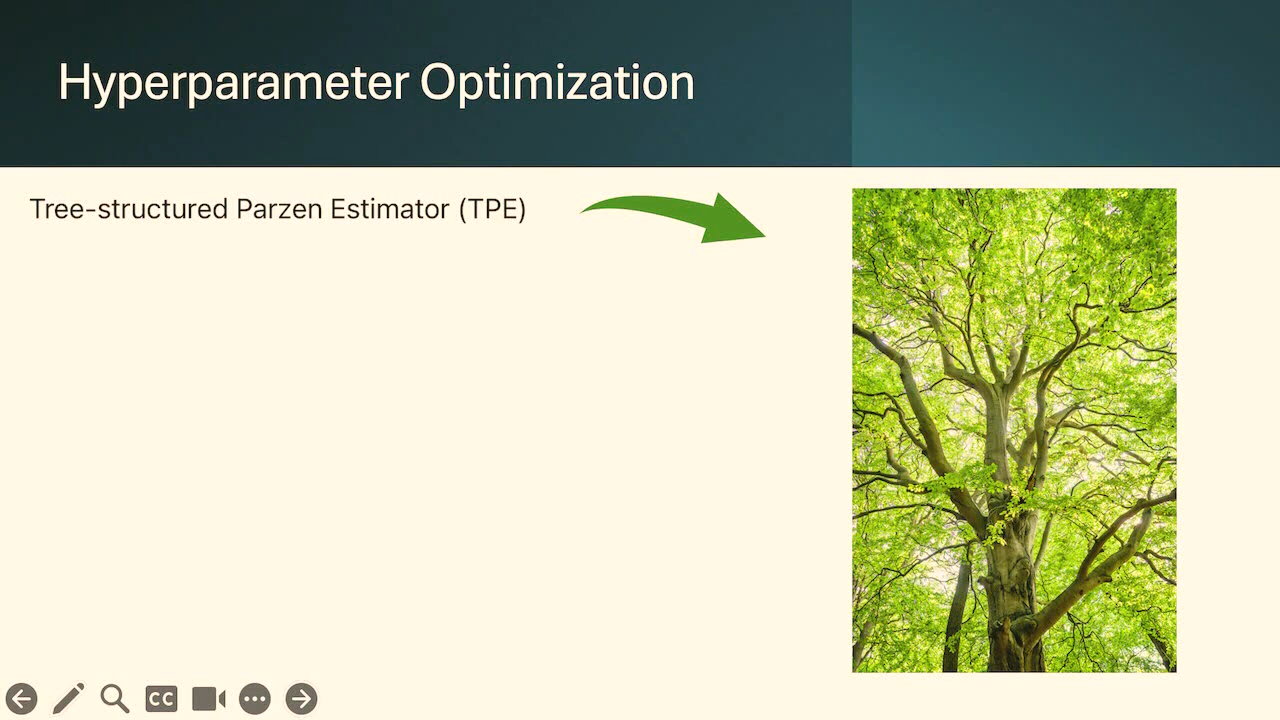 Hyperparameter Optimization
Tree-structured Parzen Estimator (TPE)
CC